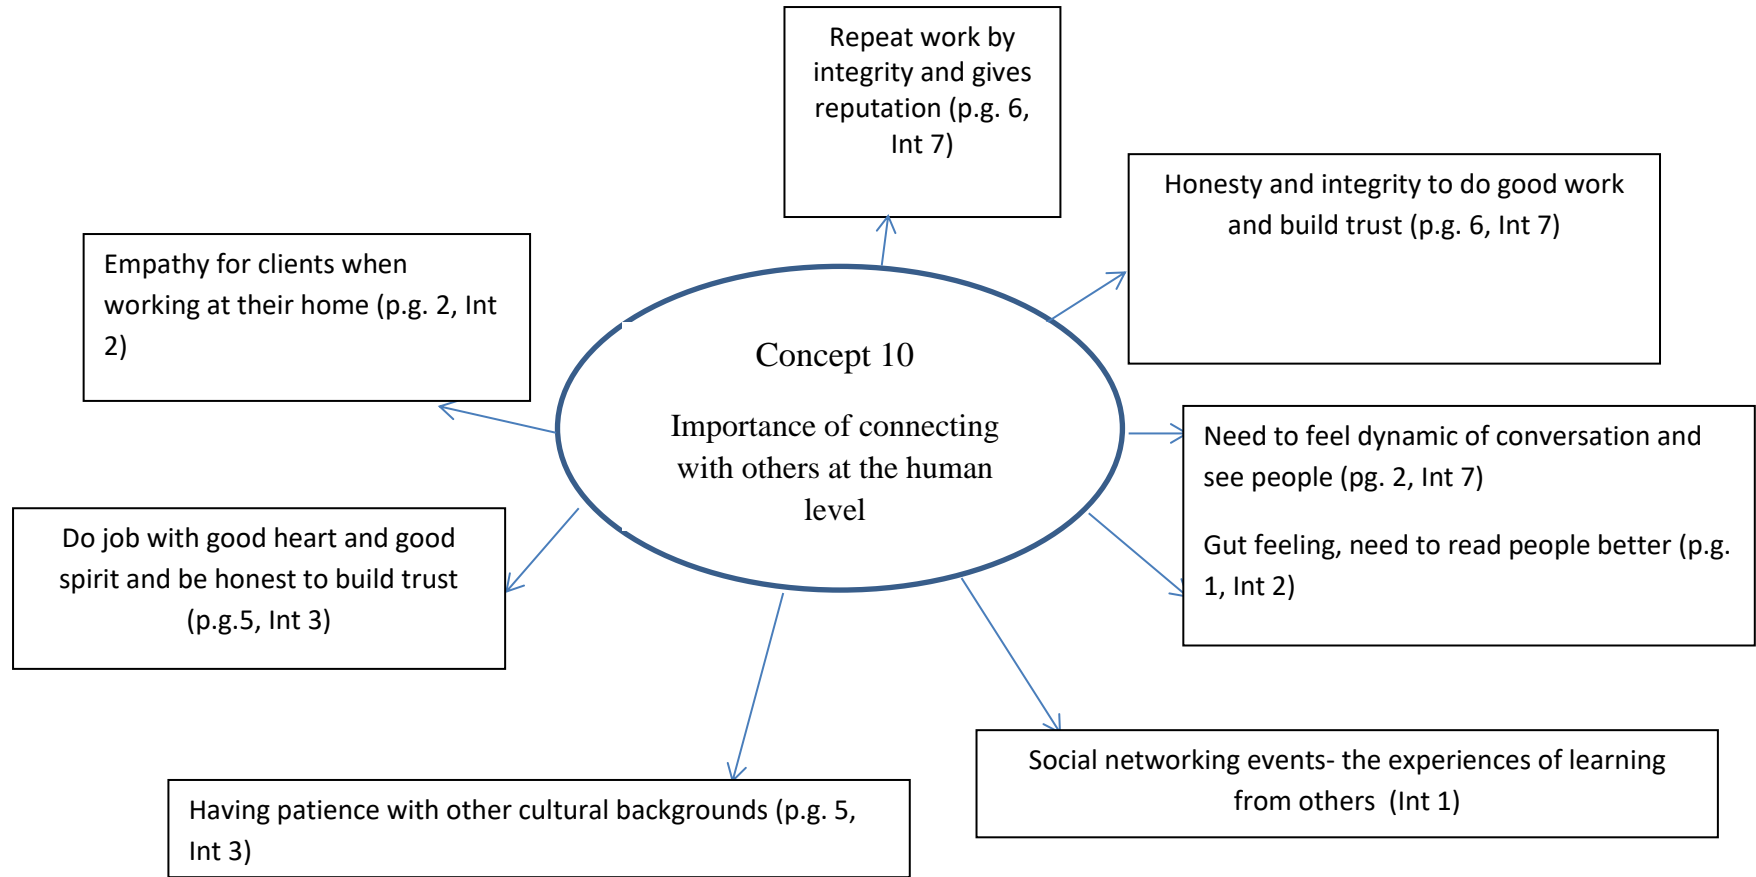 Repeat work by
integrity and gives
reputation (p.g. 6,
Int 7)
Honesty and integrity to do good work
and build trust (p.g. 6, Int 7)
Empathy for clients when
working at their home (p.g. 2, Int
2)
Concept 10
Importance of connecting
with others at the human
level
Need to feel dynamic of conversation and
see people (pg. 2, Int 7)
Gut feeling, need to read people better (p.g.
1, Int 2)
Do job with good heart and good
spirit and be honest to build trust
(p.g.5, Int 3)
Social networking events- the experiences of learning
from others  (Int 1)
Having patience with other cultural backgrounds (p.g. 5,
Int 3)